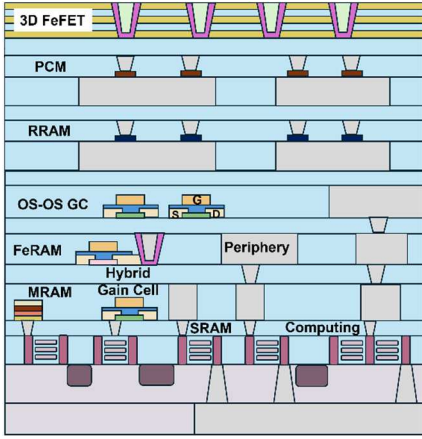 3D FeFET
PCM
RRAM
OS-OS GC
G
S
D
FeRAM
Periphery
Hybrid
Gain Cell
MRAM
SRAM
Computing